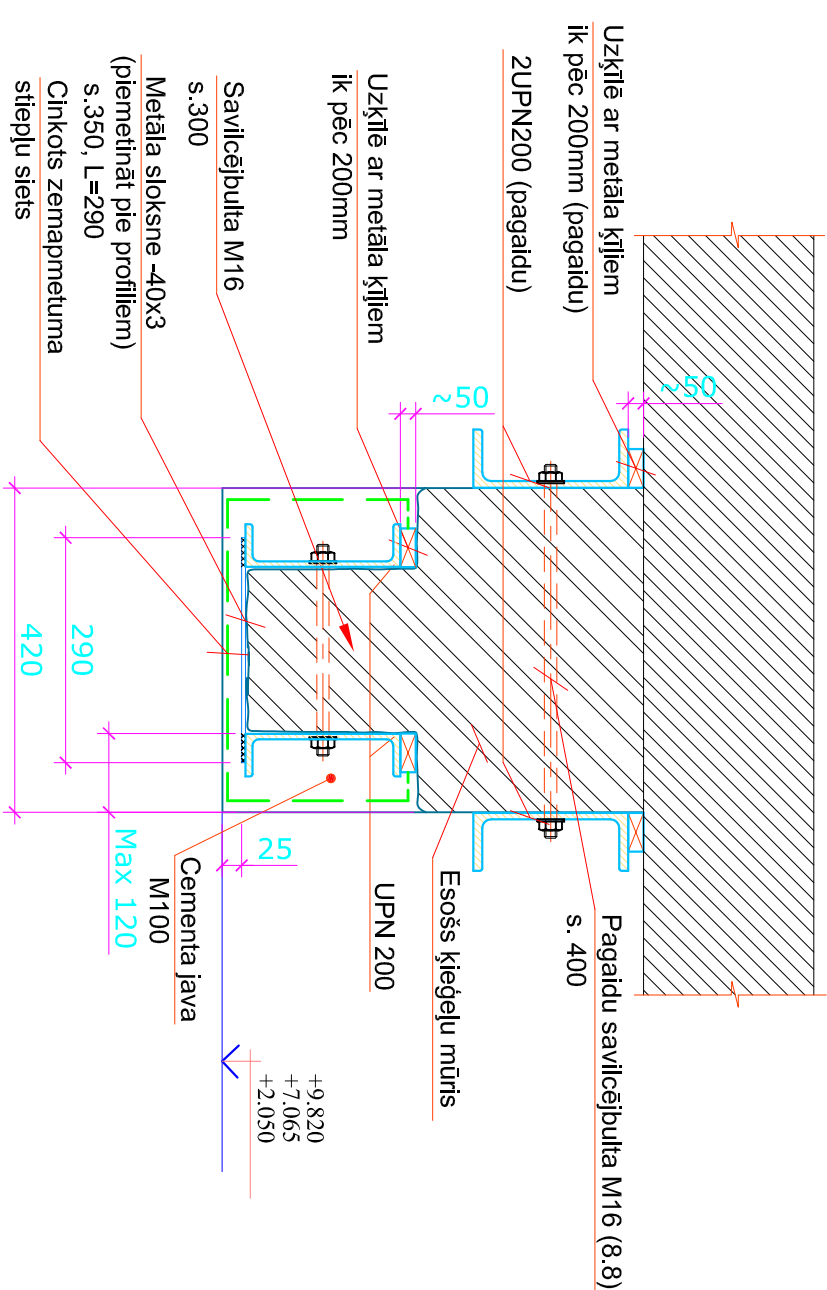 Uzķīlē ar metāla ķīļiem
ik pēc 200mm (pagaidu)
2UPN200 (pagaidu)
Uzķīlē ar metāla ķīļiem
ik pēc 200mm
Savilcējbulta M16
s.300
Metāla sloksne -40x3
(piemetināt pie profiliem)
s.350, L=290
Cinkots zemapmetuma
stiepļu siets
~50
~50
Pagaidu savilcējbulta M16 (8.8)
s. 400
Esošs ķieģeļu mūris
UPN 200
Cementa java
M100
25
Max 120
290
420
+9.820
+7.065
+2.050